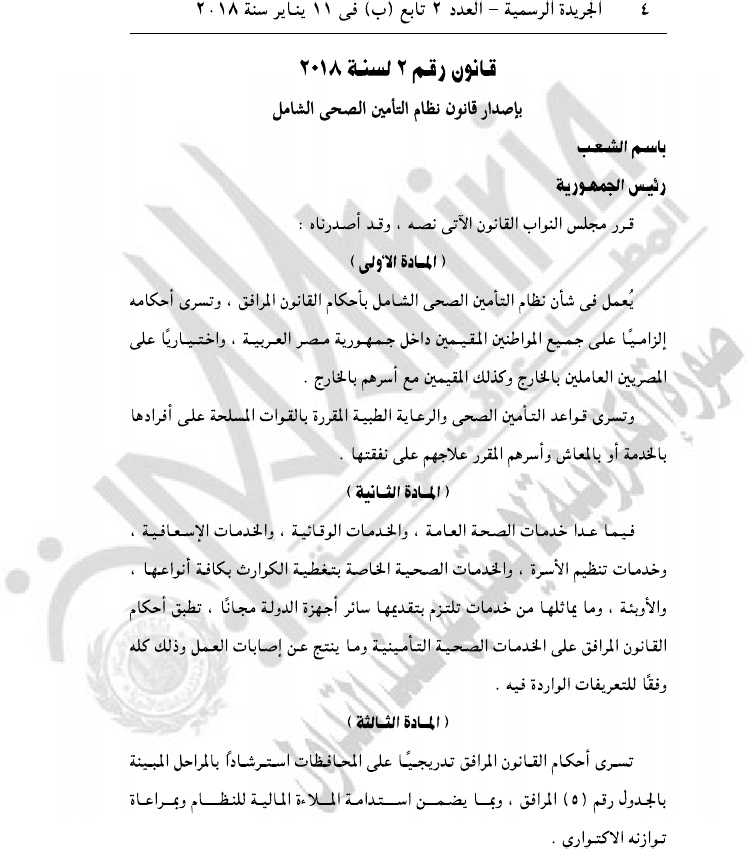 ٤ الجريدة الرسمية – العدد ٢ تابع (ب) فى ١١ يناير سنة ٢٠١٨
قانون رقم ٢ لسنة ٢٠١٨
بإصدار قانون نظام التأمين الصحى الشامل
باسم الشعب
رئيس الجمهورية
قرر مجلس النواب القانون الآتى نصه ، وقد أصدرناه :
( المادة الاولى )
يُعمل فى شأن نظام التأمين الصحى الشامل بأحكام القانون المرافق ، وتسرى أحكامه
إلزاميًا على جميع المواطنين المقيمين داخل جمهورية مصر العربية ، واختياريًا على
المصريين العاملين بالخارج وكذلك المقيمين مع أسرهم بالخارج .
وتسرى قواعد التأمين الصحى والرعاية الطبية المقررة بالقوات المسلحة على أفرادها
بالخدمة أو بالمعاش وأسرهم المقرر علاجهم على نفقتها .
( المادة الثانية )
فيما عدا خدمات الصحة العامة ، والخدمات الوقائية ، والخدمات الإسعافية ،
وخدمات تنظيم الأسرة ، والخدمات الصحية الخاصة بتغطية الكوارث بكافة أنواعها ،
والأوبئة ، وما يماثلها من خدمات تلتزم بتقديمها سائر أجهزة الدولة مجانًا ، تطبق أحكام
القانون المرافق على الخدمات الصحية التأمينية وما ينتج عن إصابات العمل وذلك كله
وفقًا للتعريفات الواردة فيه .
( المادة الثالثة )
تسرى أحكام القانون المرافق تدريجيًا على المحافظات استرشادًا بالمراحل المبينة
بالجدول رقم (٥) المرافق ، وبما يضمن استدامة الملاءة المالية للنظام وبمراعاة
توازنه الاكتوارى .